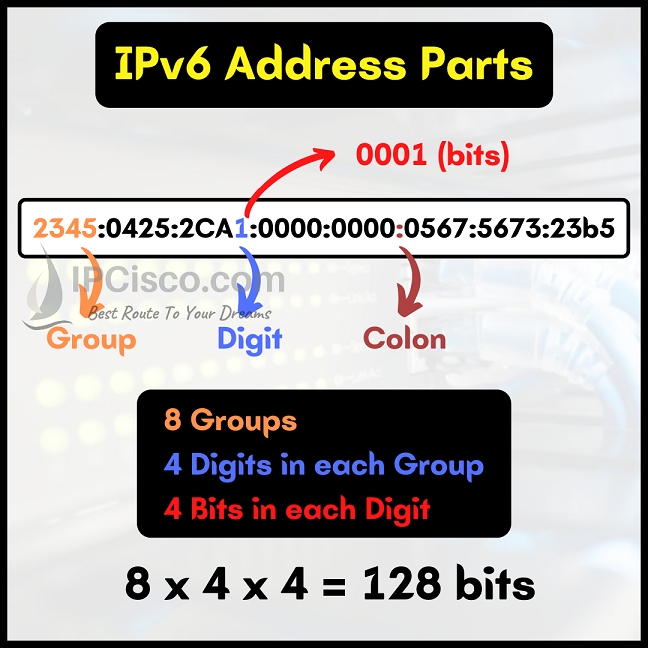 IPv6 Address Parts
0001 (bits)
2345:0425:2CA1:0000:0000:0567:5673:23b5
IPCisco.com
Best Route To Your Dreams
Group Digit Colon
8 Groups
4 Digits in each Group
4 Bits in each Digit
8 x 4 x 4 = 128 bits